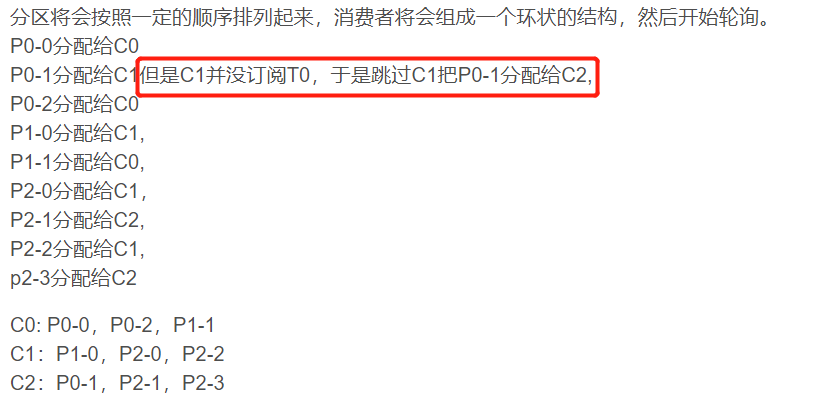 分区将会按照一定的顺序排列起来，消费者将会组成一个环状的结构，然后开始轮询。
P0-0分配给C0
P0-1分配给C1但是C1并没订阅T0，于是跳过C1把P0-1分配给C2,
P0-2分配给C0
P1-0分配给C1,
P1-1分配给C0,
P2-0分配给C1，
P2-1分配给C2,
P2-2分配给C1,
p2-3分配给C2
C0: P0-0，P0-2，P1-1
C1：P1-0，P2-0，P2-2
C2：P0-1，P2-1，P2-3